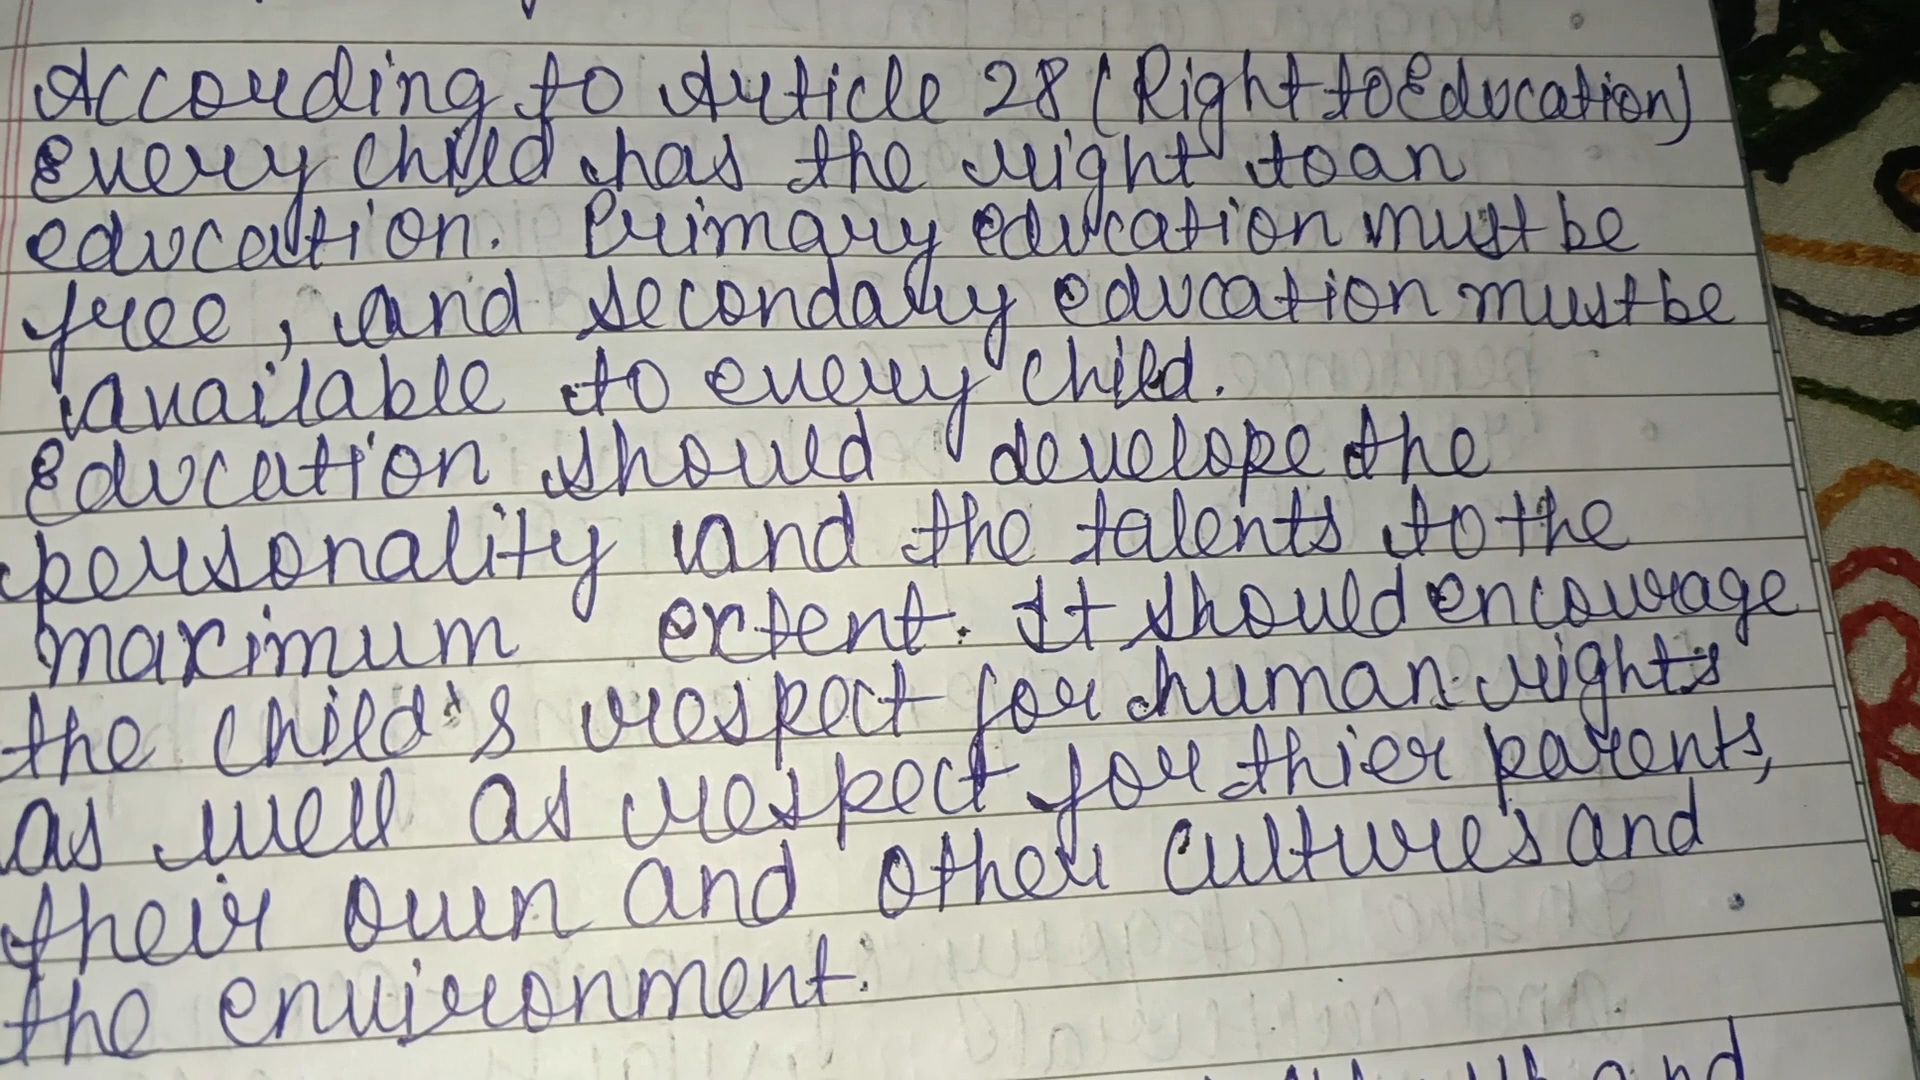 According to Article 28 (Right to Education)
Every child has the right to an
education. Primary education must be
free, and secondary education must be
available to every child.
Education should develope the
personality and the talents to the
maximum extent. It should encourage
the child's respect for human rights
as well as respect for thier parents,
their own and other cultures and
the environment.
and